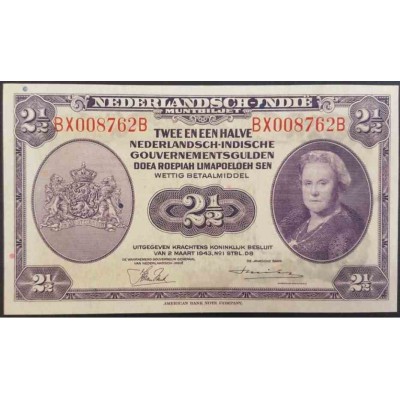 NEDERLANDSCH-INDIË
MUNTBILJET
2½ 2½
BX008762B BX008762B
TWEE EN EEN HALVE
NEDERLANDSCH-INDISCHE
GOUVERNEMENTSGULDEN
DOEA ROEPIAH LIMAPOELOEH SEN
WETTIG BETAALMIDDEL
2½
UITGEGEVEN KRACHTENS KONINKLIJK BESLUIT
VAN 2 MAART 1943, NO1 STBL. D8
2½ 2½
AMERICAN BANK NOTE COMPANY